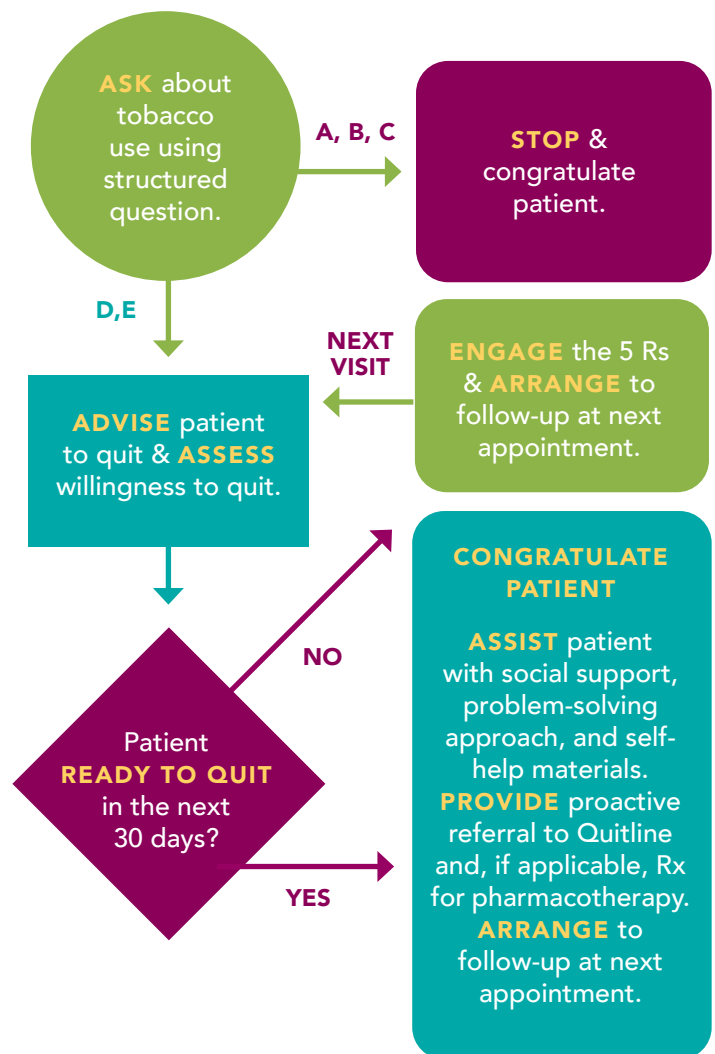 ASK about
tobacco
use using
structured
question.
A, B, C
STOP &
congratulate
patient.
D,E
NEXT
VISIT
ENGAGE the 5 Rs
& ARRANGE to
follow-up at next
appointment.
ADVISE patient
to quit & ASSESS
willingness to quit.
NO
Patient
READY TO QUIT
in the next
30 days?
YES
CONGRATULATE
PATIENT
ASSIST patient
with social support,
problem-solving
approach, and self-
help materials.
PROVIDE proactive
referral to Quitline
and, if applicable, Rx
for pharmacotherapy.
ARRANGE to
follow-up at next
appointment.